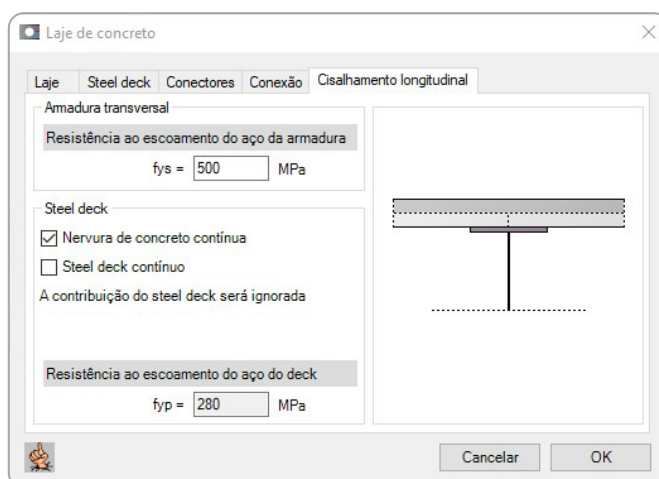 Laje de concreto
Laje Steel deck Conectores Conexão Cisalhamento longitudinal
Armadura transversal
Resistência ao escoamento do aço da armadura
fys = 500 MPa
Steel deck
Nervura de concreto contínua
Steel deck contínuo
A contribuição do steel deck será ignorada
Resistência ao escoamento do aço do deck
fyp = 280 MPa
Cancelar OK